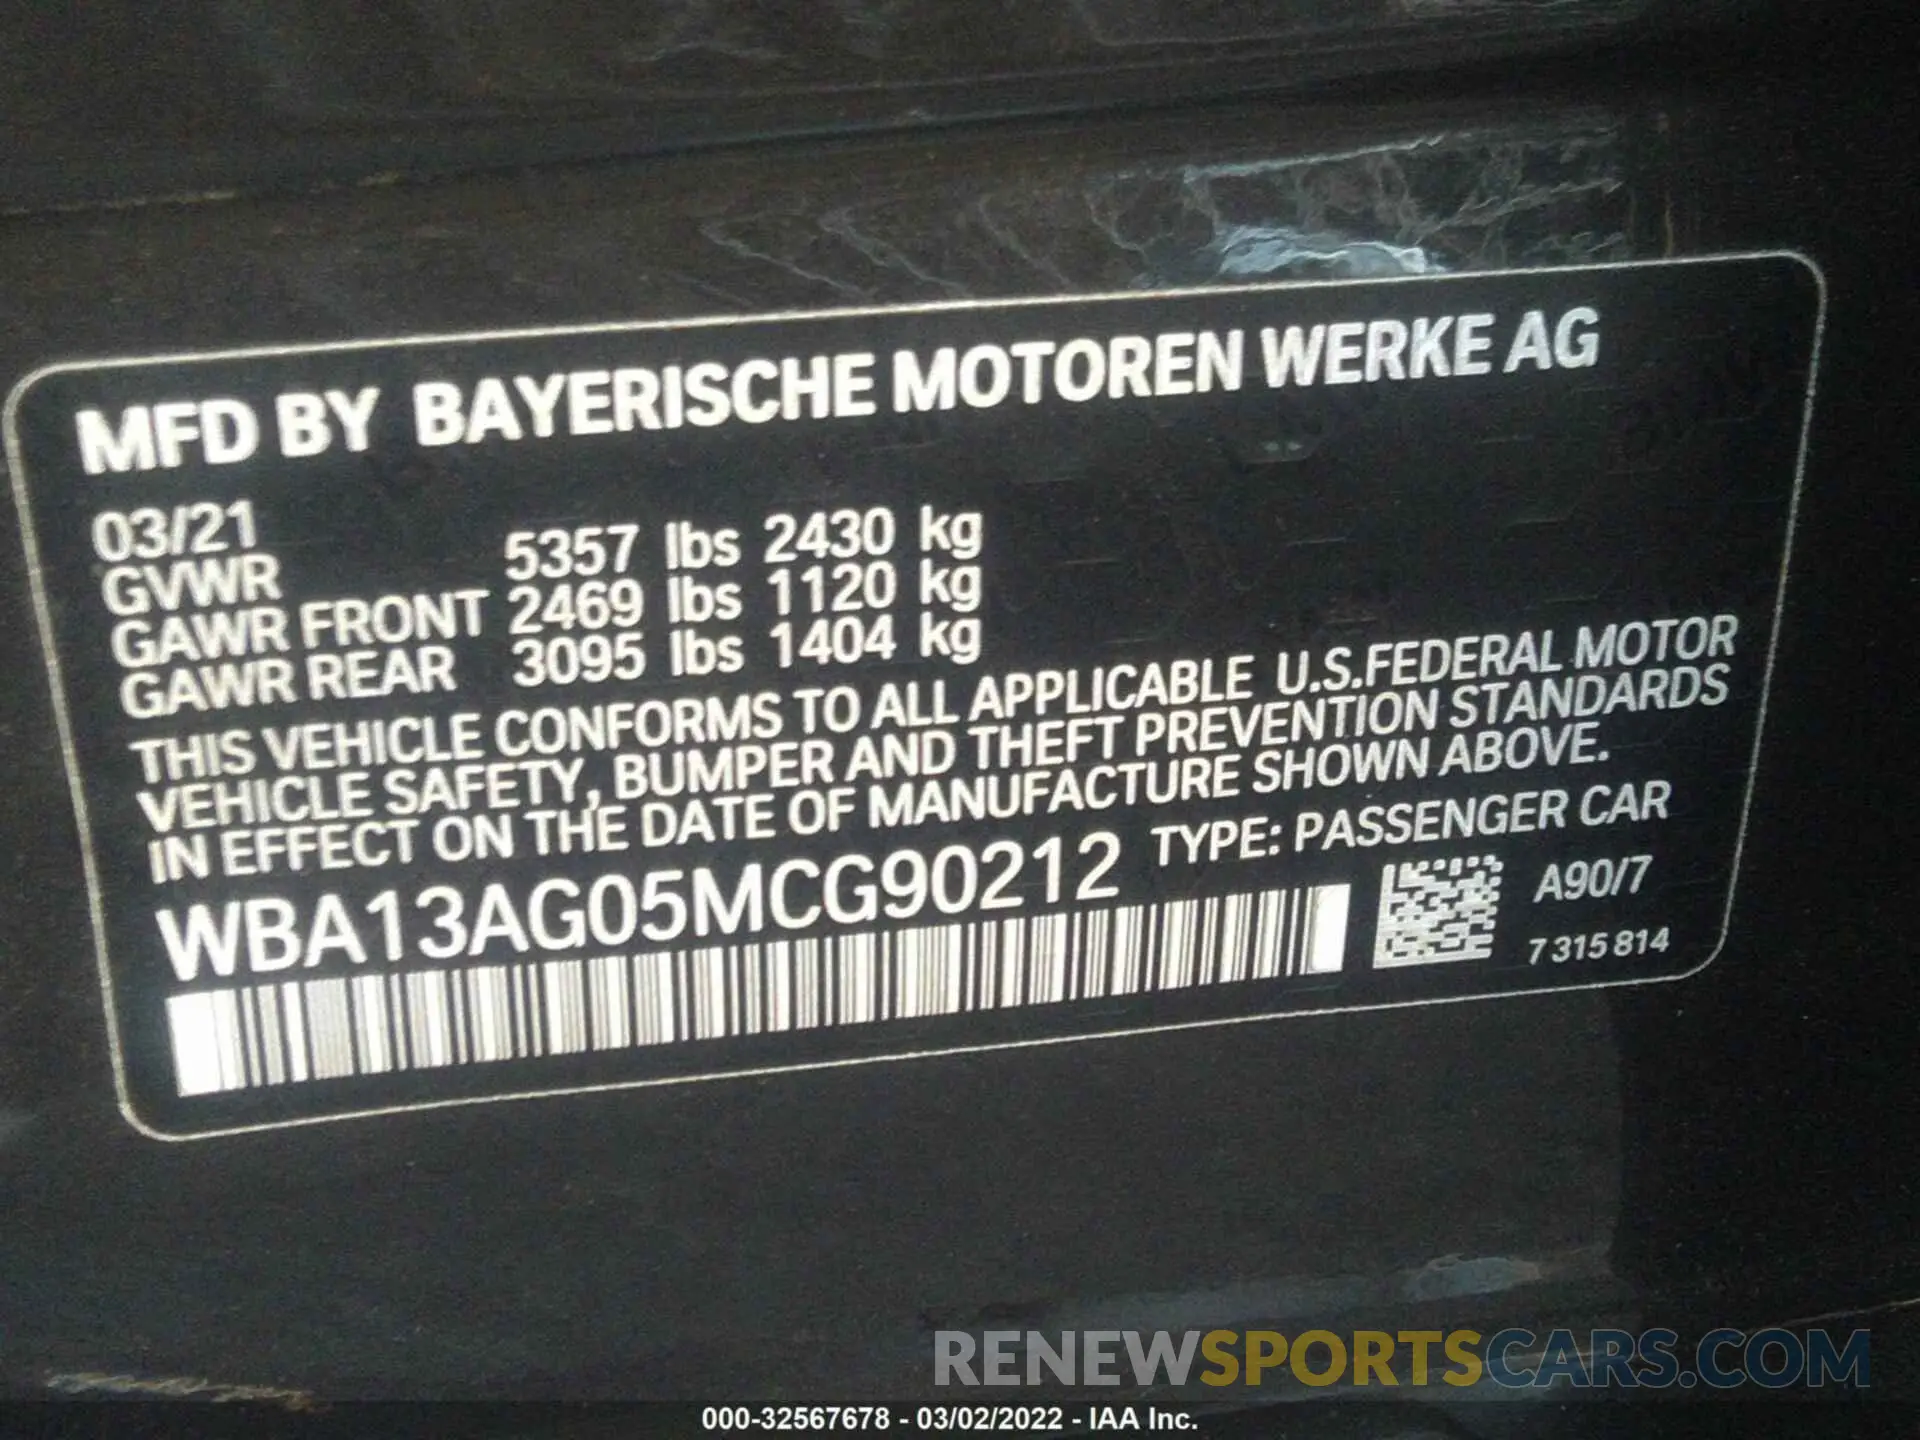 MFD BY BAYERISCHE MOTOREN WERKE AG
03/21
GVWR 5357 lbs 2430 kg
GAWR FRONT 2469 lbs 1120 kg
GAWR REAR 3095 lbs 1404 kg
THIS VEHICLE CONFORMS TO ALL APPLICABLE U.S.FEDERAL MOTOR
VEHICLE SAFETY, BUMPER AND THEFT PREVENTION STANDARDS
IN EFFECT ON THE DATE OF MANUFACTURE SHOWN ABOVE.
WBA13AG05MCG90212 TYPE: PASSENGER CAR
A90/7
7 315 814
RENEWSPORTSCARS.COM
000-32567678 - 03/02/2022 - IAA Inc.